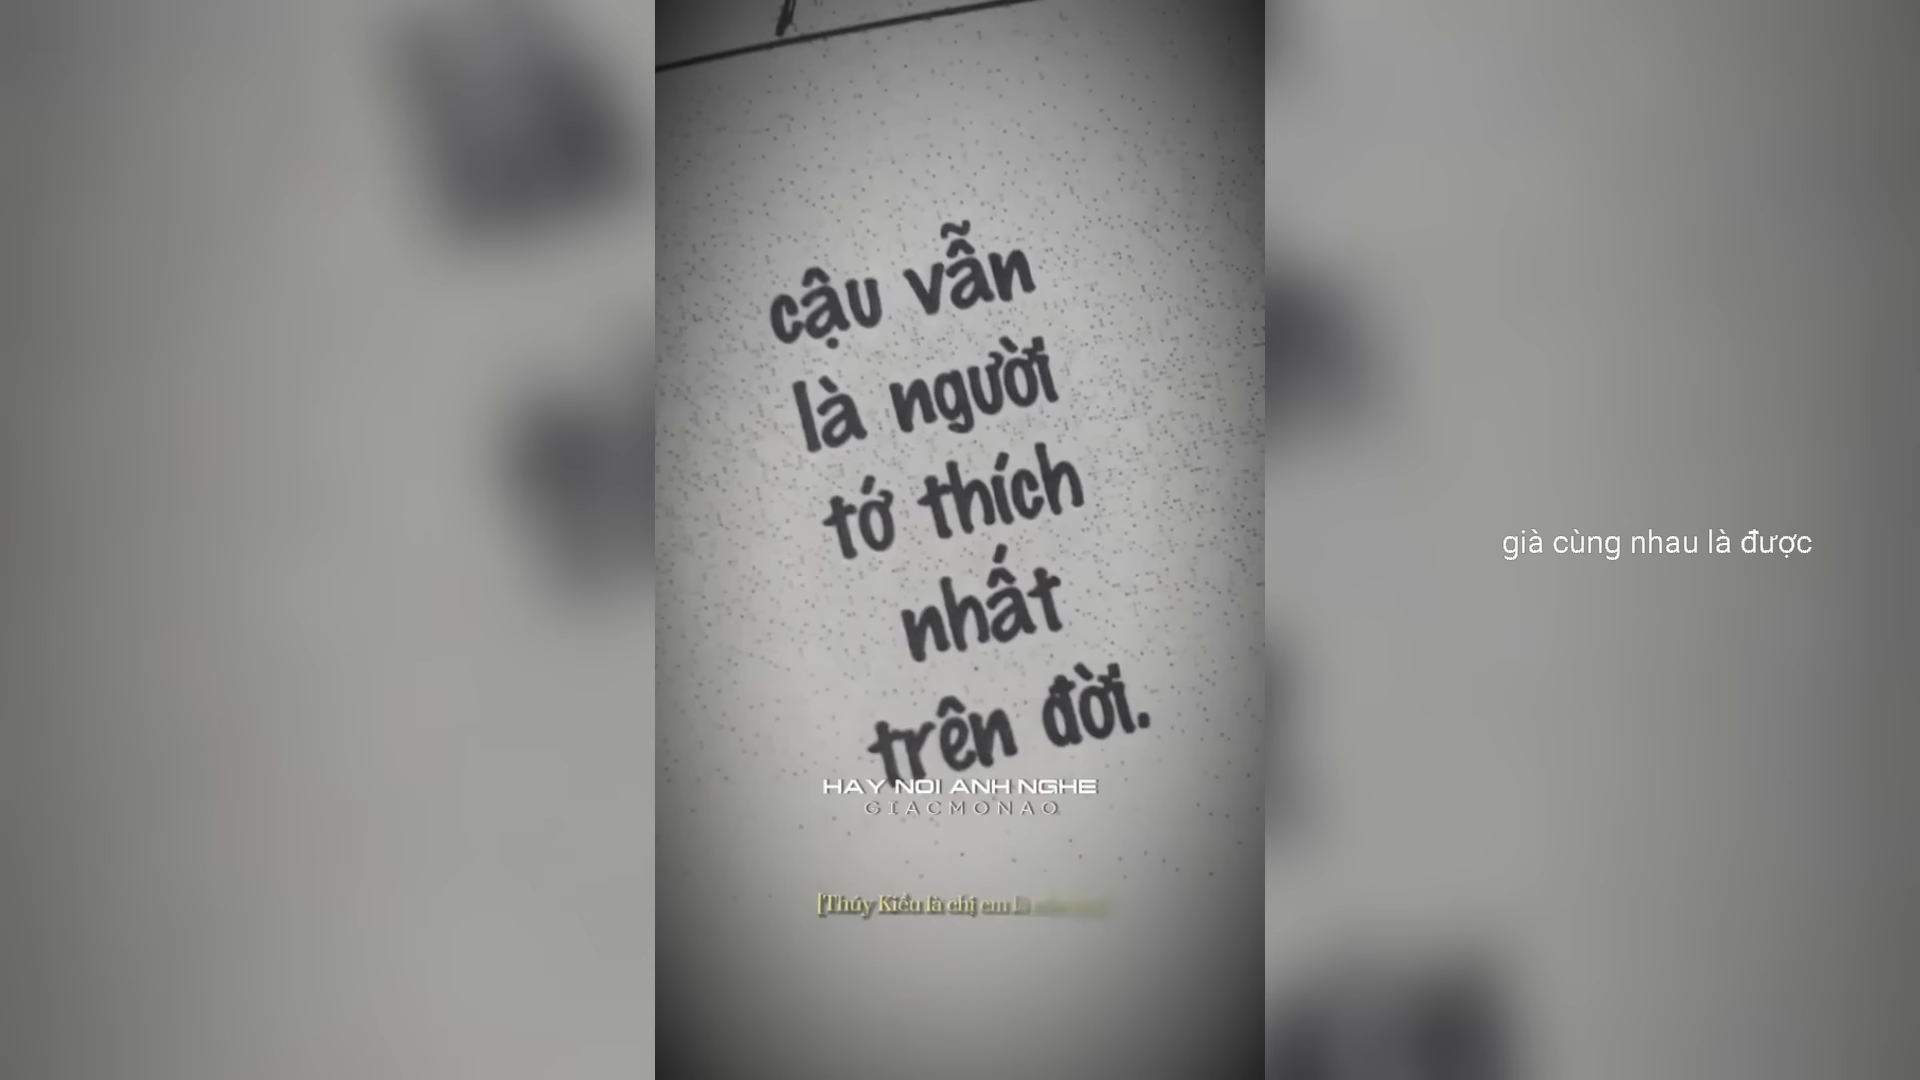 cậu vẫn
là người
tớ thích
nhất
trên đời.
HAY NOI ANH NGHE
GIACMONAO
[Thúy Kiều là chị em là
già cùng nhau là được